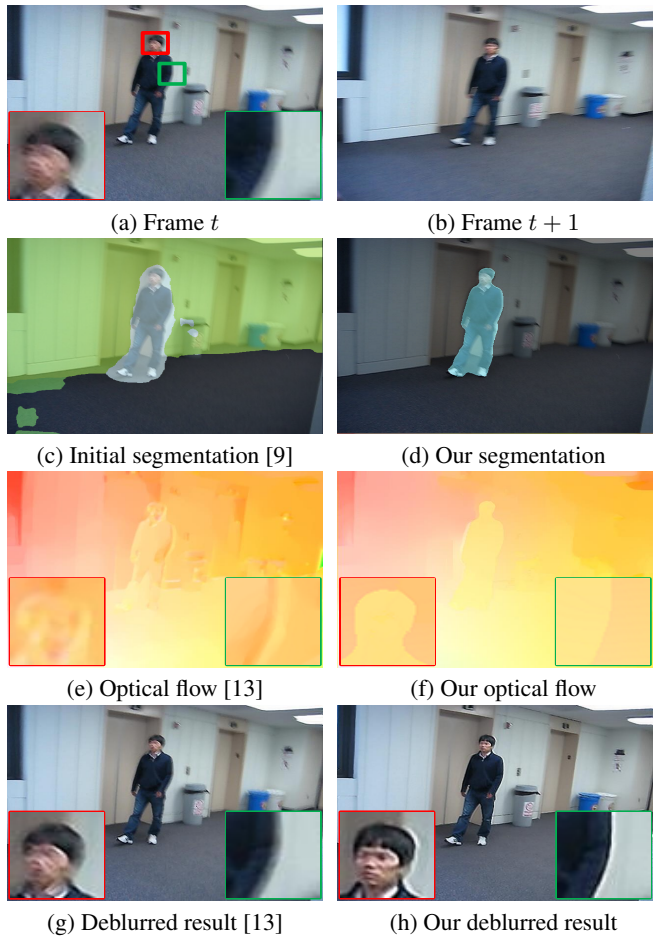 (a) Frame t
(b) Frame t + 1
(c) Initial segmentation [9]
(d) Our segmentation
(e) Optical flow [13]
(f) Our optical flow
(g) Deblurred result [13]
(h) Our deblurred result